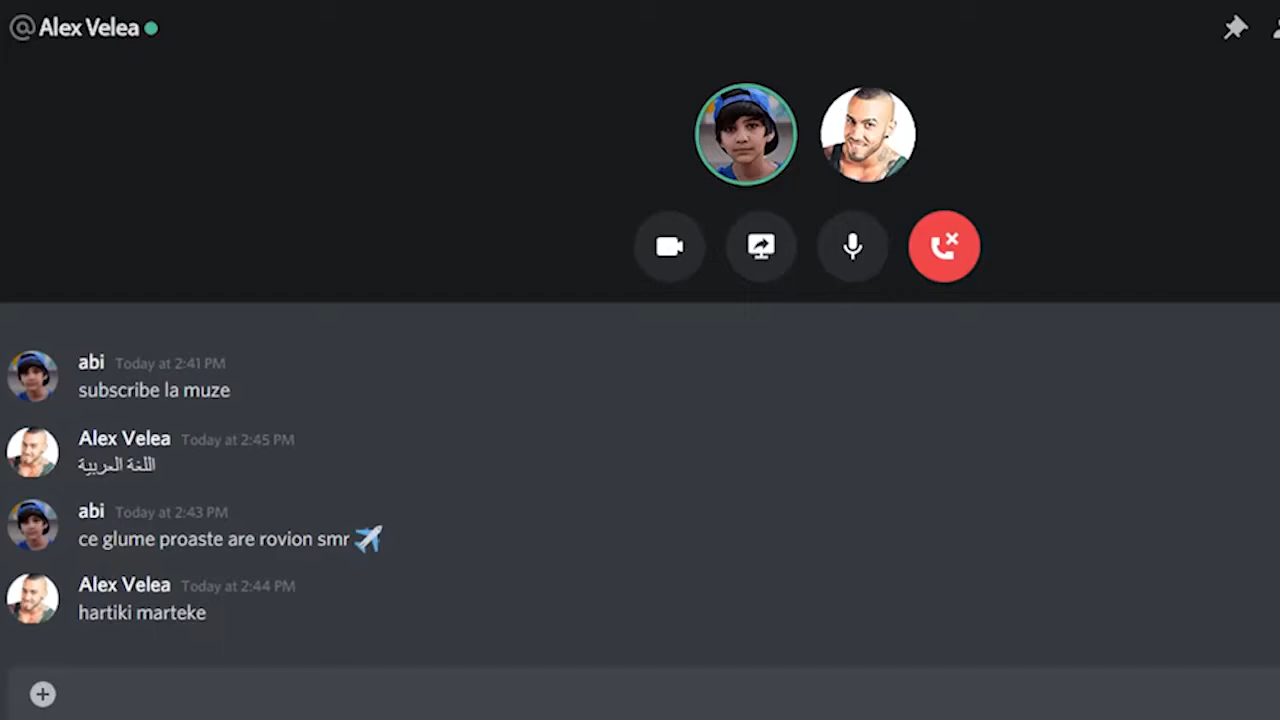 @Alex Velea
abi Today at 2:41 PM
subscribe la muze
Alex Velea Today at 2:45 PM
اللغة العربية
abi Today at 2:43 PM
ce glume proaste are rovion smr ✈️
Alex Velea Today at 2:44 PM
hartiki marteke